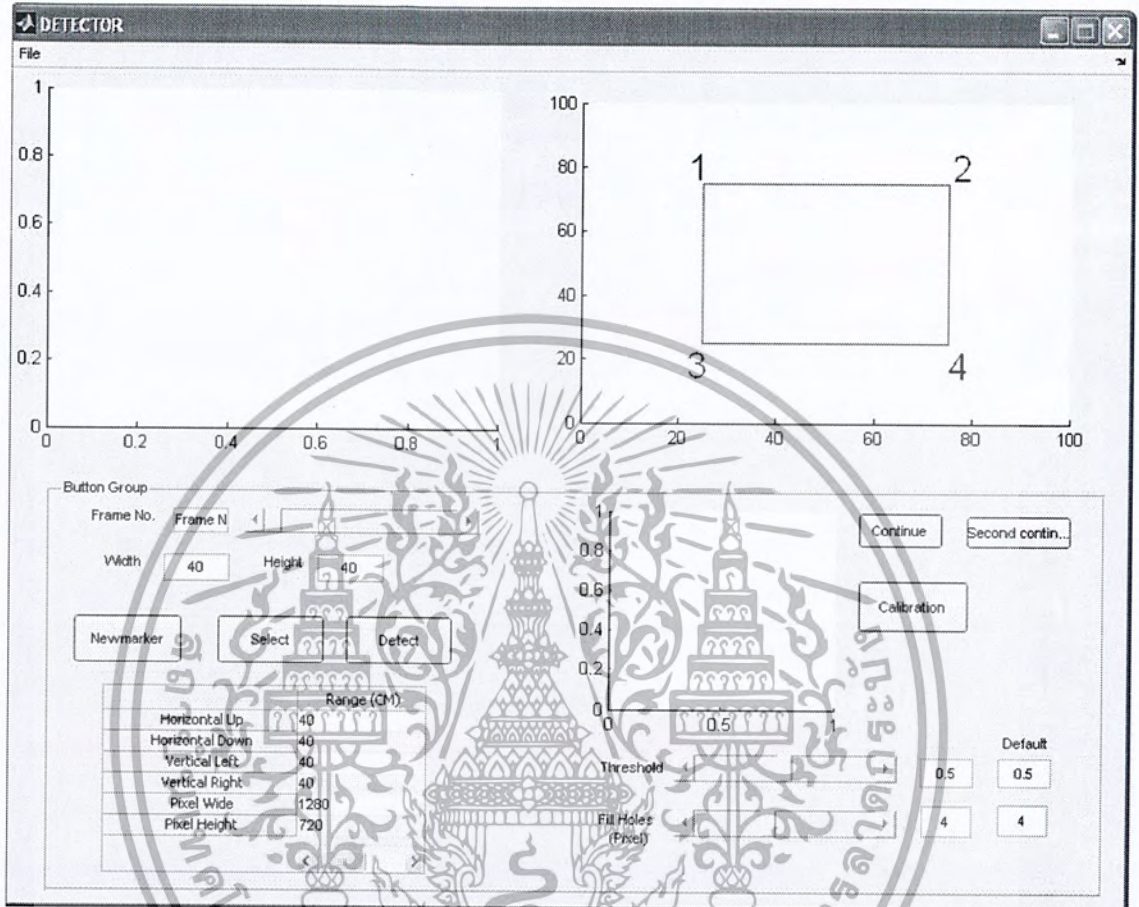 DETECTOR
File
1
0.8
0.6
0.4
0.2
0
0 0.2 0.4 0.6 0.8 1
100
80
60
40
20
0
0 20 40 60 80 100
1 2
3 4
Button Group
Frame No. Frame N
Width 40 Height 40
Newmarker Select Detect
Range (CM)
Horizontal Up 40
Horizontal Down 40
Vertical Left 40
Vertical Right 40
Pixel Wide 1280
Pixel Height 720
1
0.8
0.6
0.4
0.2
0
0 0.5 1
Continue Second contin...
Calibration
Default
Threshold 0.5 0.5
Fill Holes 4 4
(Pixel)